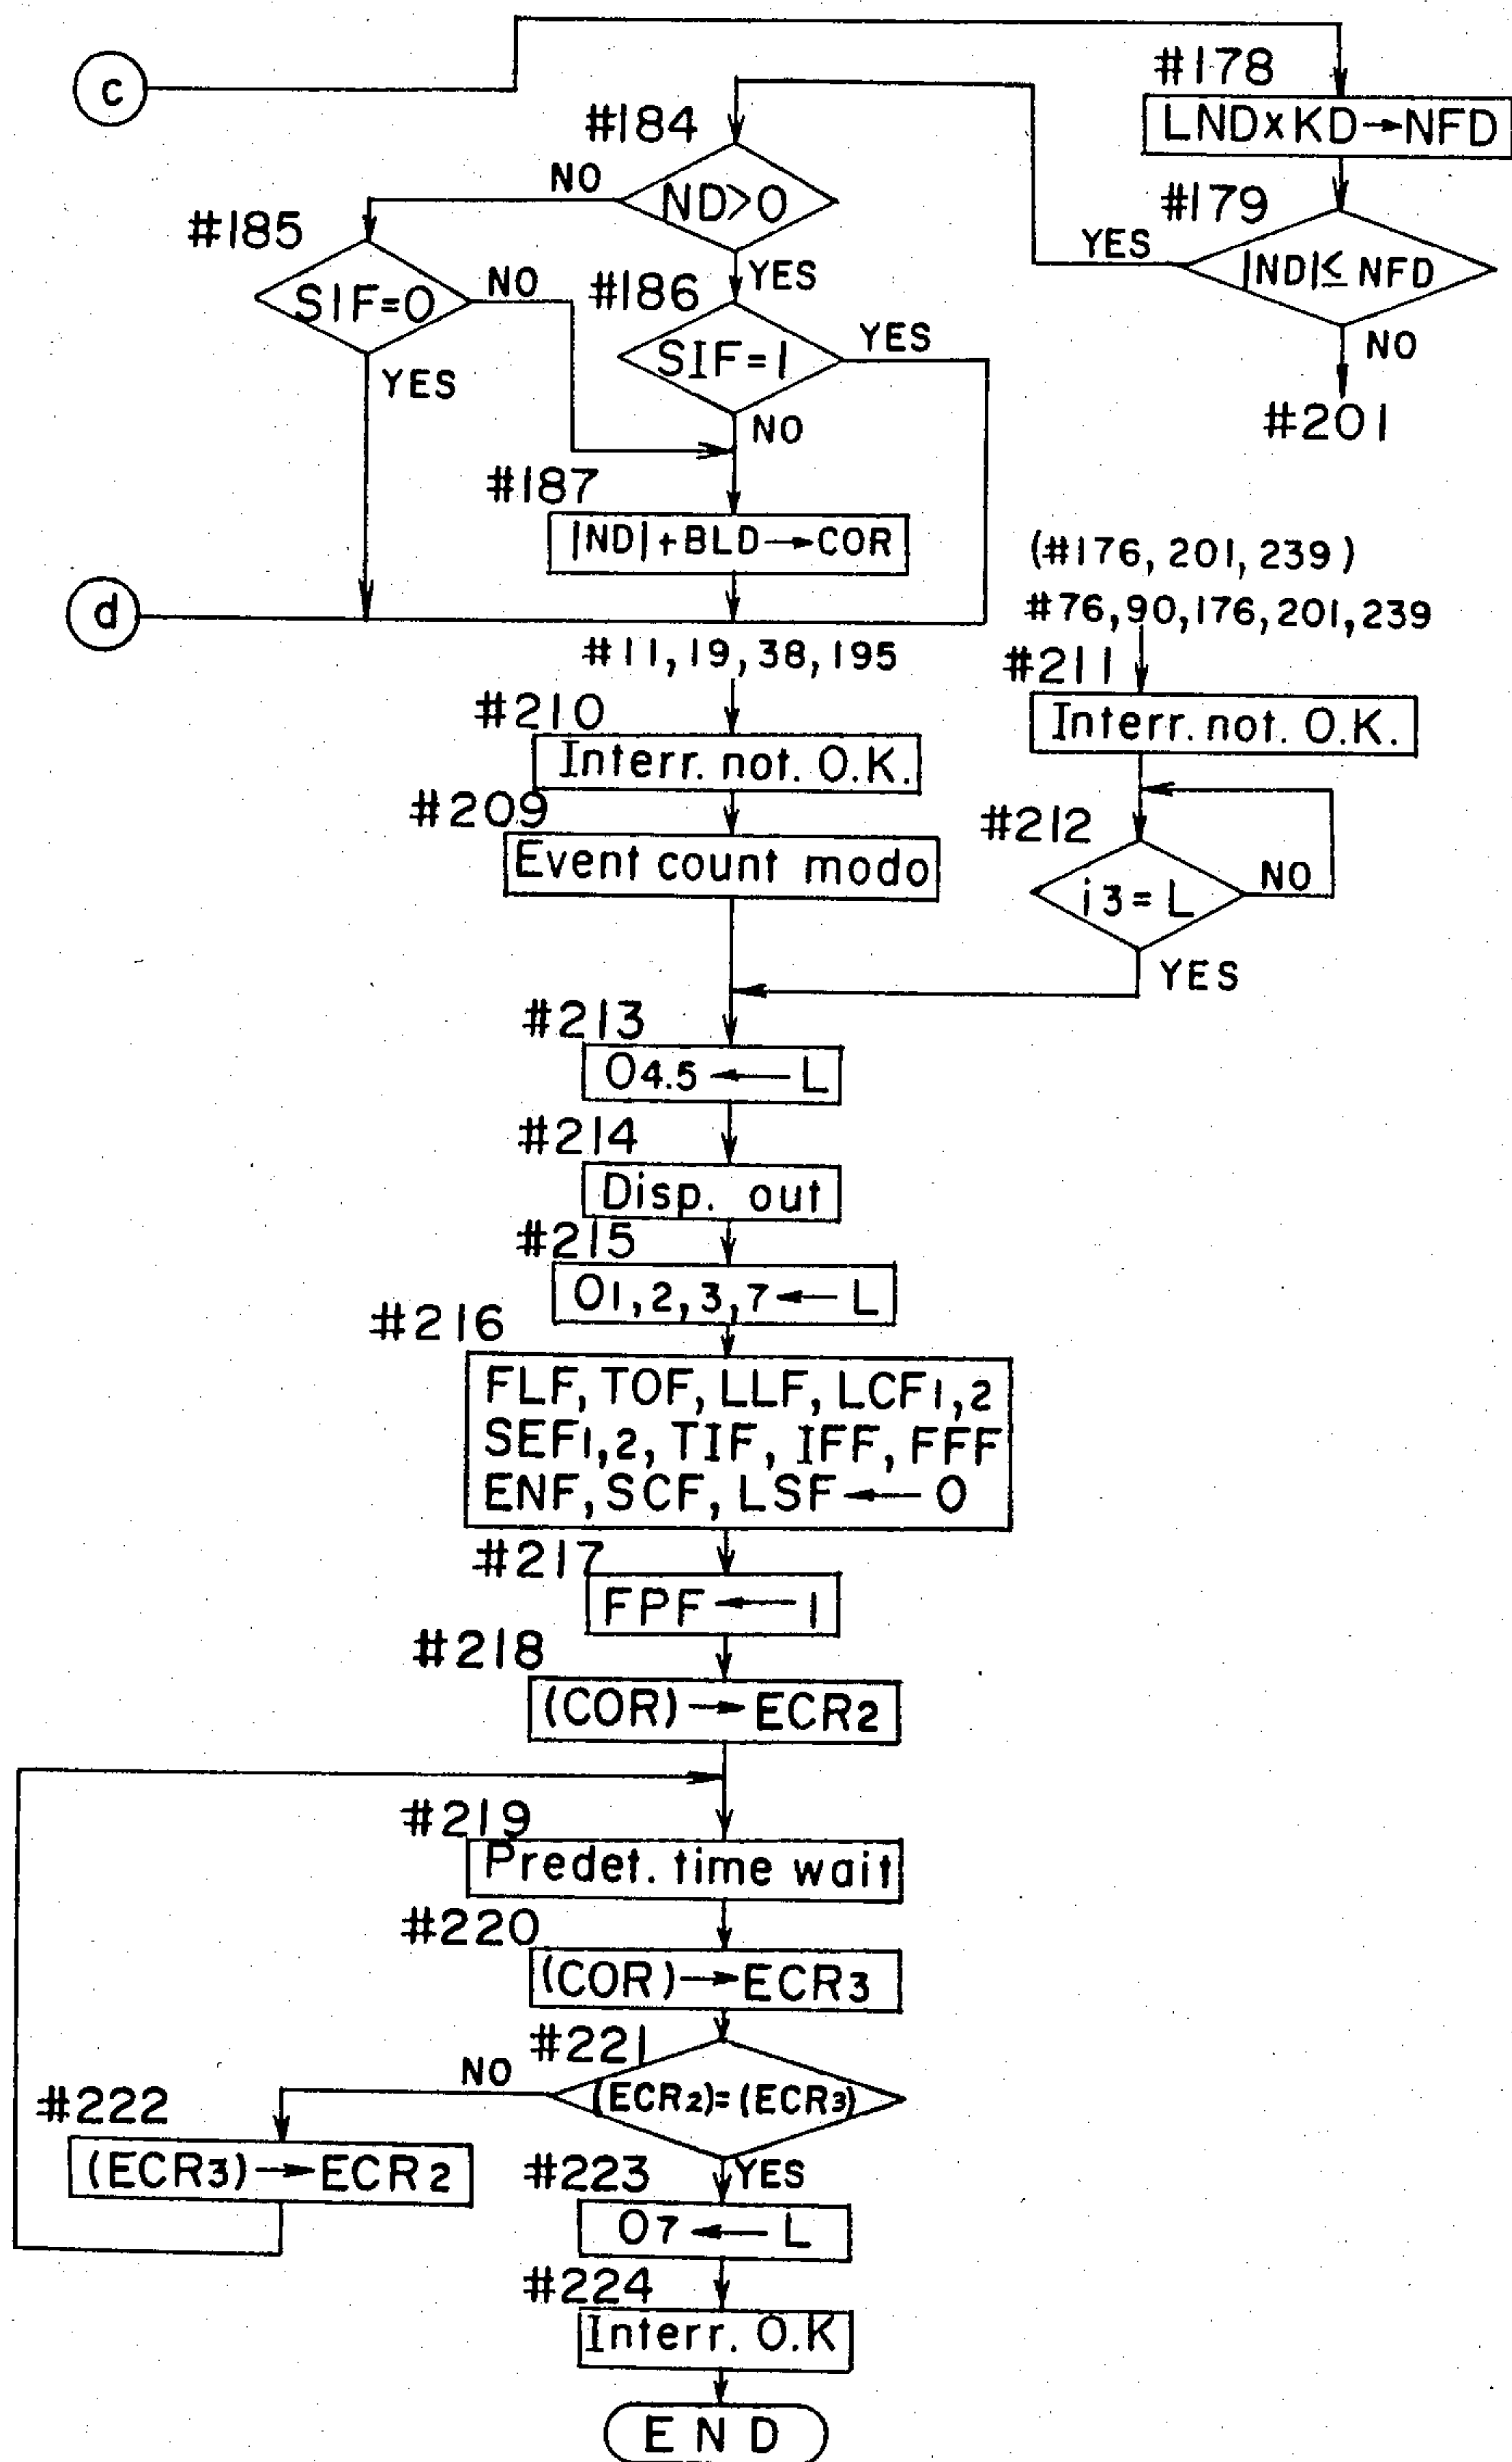 c
#178
LND×KD→NFD
#179
|ND|≤NFD
YES
NO
#201
#184
ND>0
NO
YES
#185
SIF=0
NO
YES
#186
SIF=1
YES
NO
#187
|ND|+BLD→COR
d
(#176, 201, 239)
#76, 90, 176, 201, 239
#11, 19, 38, 195
#210
Interr. not. O.K.
#209
Event count modo
#211
Interr. not. O.K.
#212
i3=L
NO
YES
#213
O4.5←L
#214
Disp. out
#215
O1,2,3,7←L
#216
FLF, TOF, LLF, LCF1,2
SEF1,2, TIF, IFF, FFF
ENF, SCF, LSF←0
#217
FPF←1
#218
(COR)→ECR2
#219
Predet. time wait
#220
(COR)→ECR3
#221
(ECR2)=(ECR3)
NO
YES
#222
(ECR3)→ECR2
#223
O7←L
#224
Interr. O.K
END